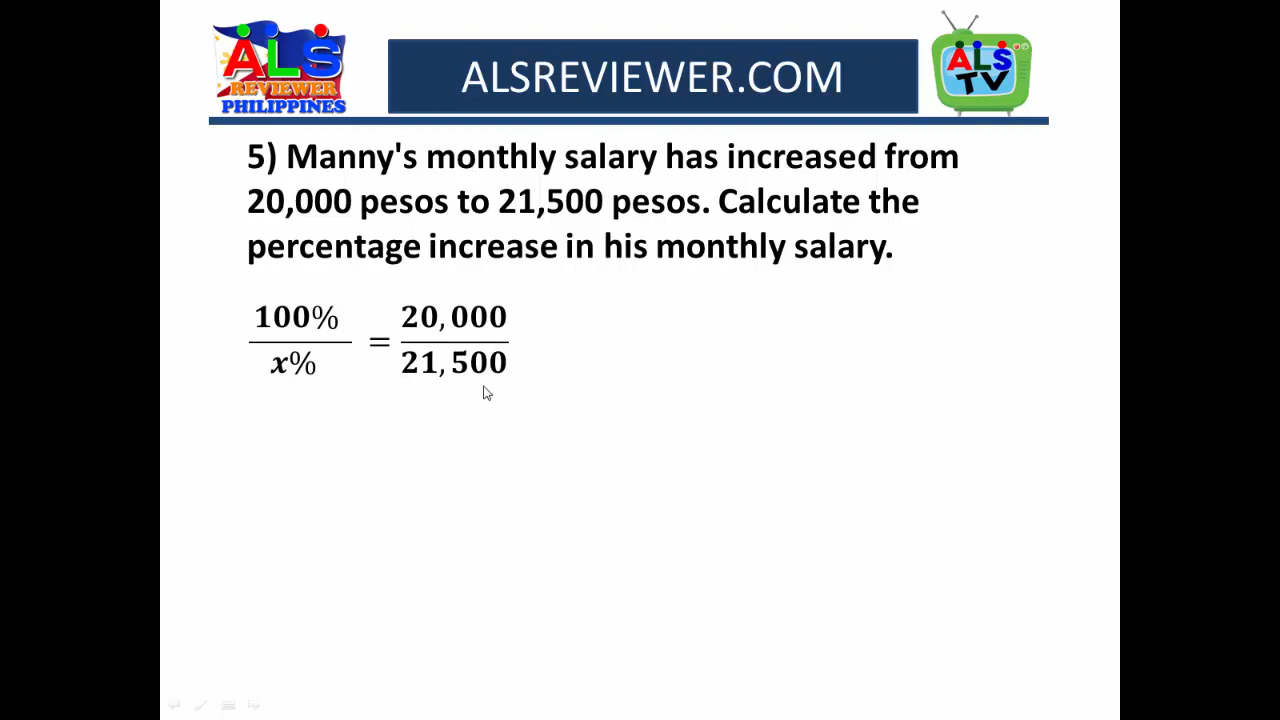 ALS
REVIEWER
PHILIPPINES
ALSREVIEWER.COM
ALS
TV
5) Manny's monthly salary has increased from
20,000 pesos to 21,500 pesos. Calculate the
percentage increase in his monthly salary.
100% / x% = 20,000 / 21,500